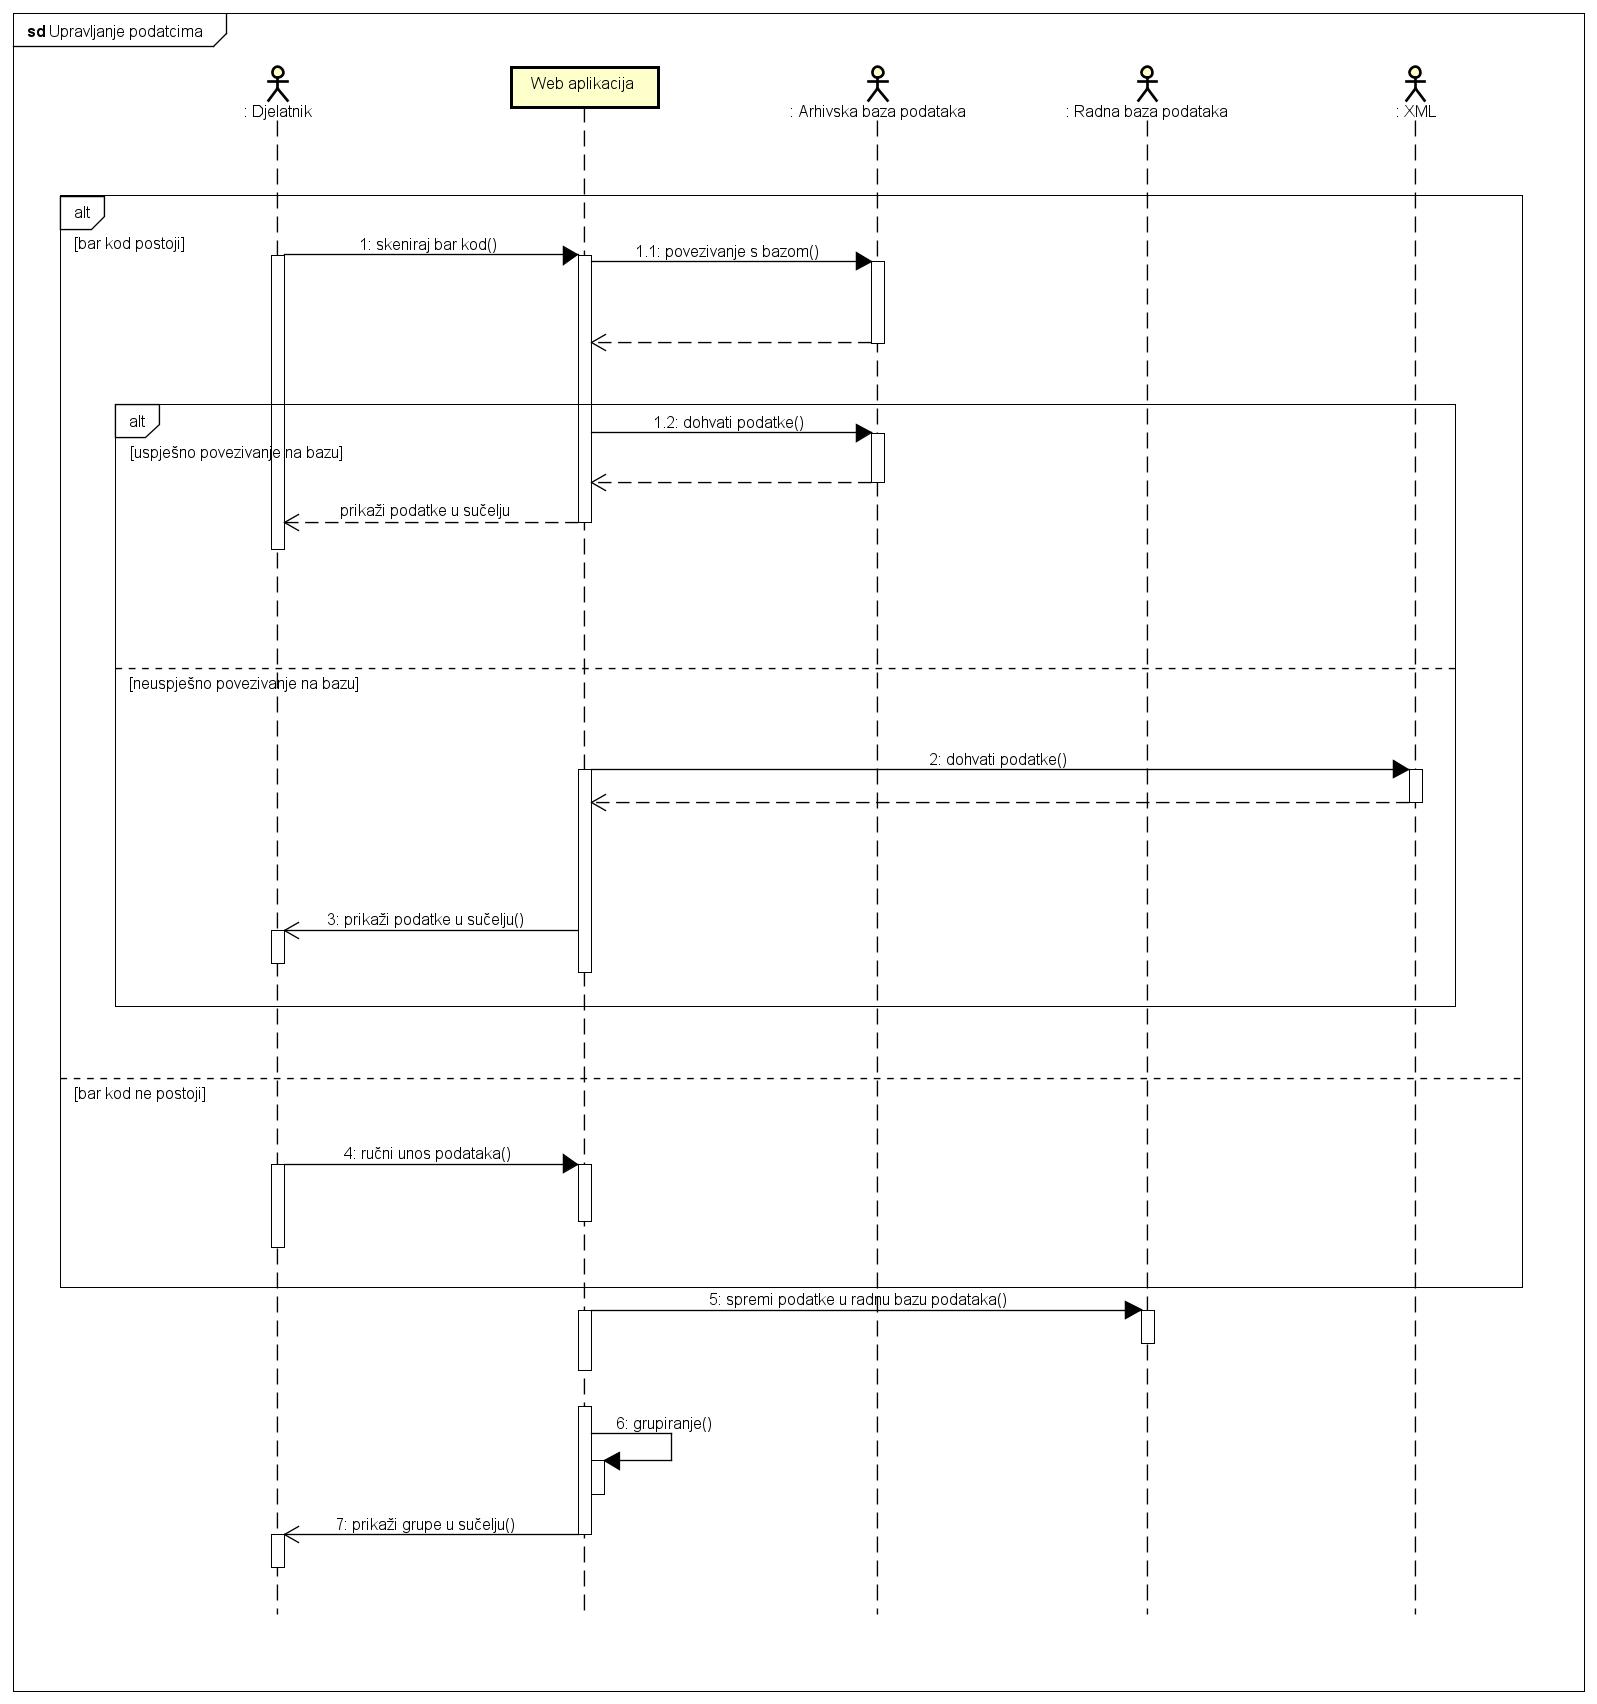 sd Upravljanje podatcima
: Djelatnik
Web aplikacija
: Arhivska baza podataka
: Radna baza podataka
: XML
alt
[bar kod postoji]
1: skeniraj bar kod()
1.1: povezivanje s bazom()
alt
1.2: dohvati podatke()
[uspješno povezivanje na bazu]
prikaži podatke u sučelju
[neuspješno povezivanje na bazu]
2: dohvati podatke()
3: prikaži podatke u sučelju()
[bar kod ne postoji]
4: ručni unos podataka()
5: spremi podatke u radnu bazu podataka()
6: grupiranje()
7: prikaži grupe u sučelju()